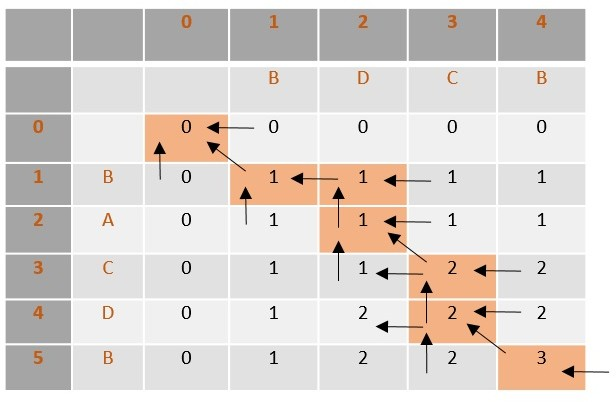 0 1 2 3 4
B D C B
0 0 0 0 0 0
1 B 0 1 1 1 1
2 A 0 1 1 1 1
3 C 0 1 1 2 2
4 D 0 1 2 2 2
5 B 0 1 2 2 3